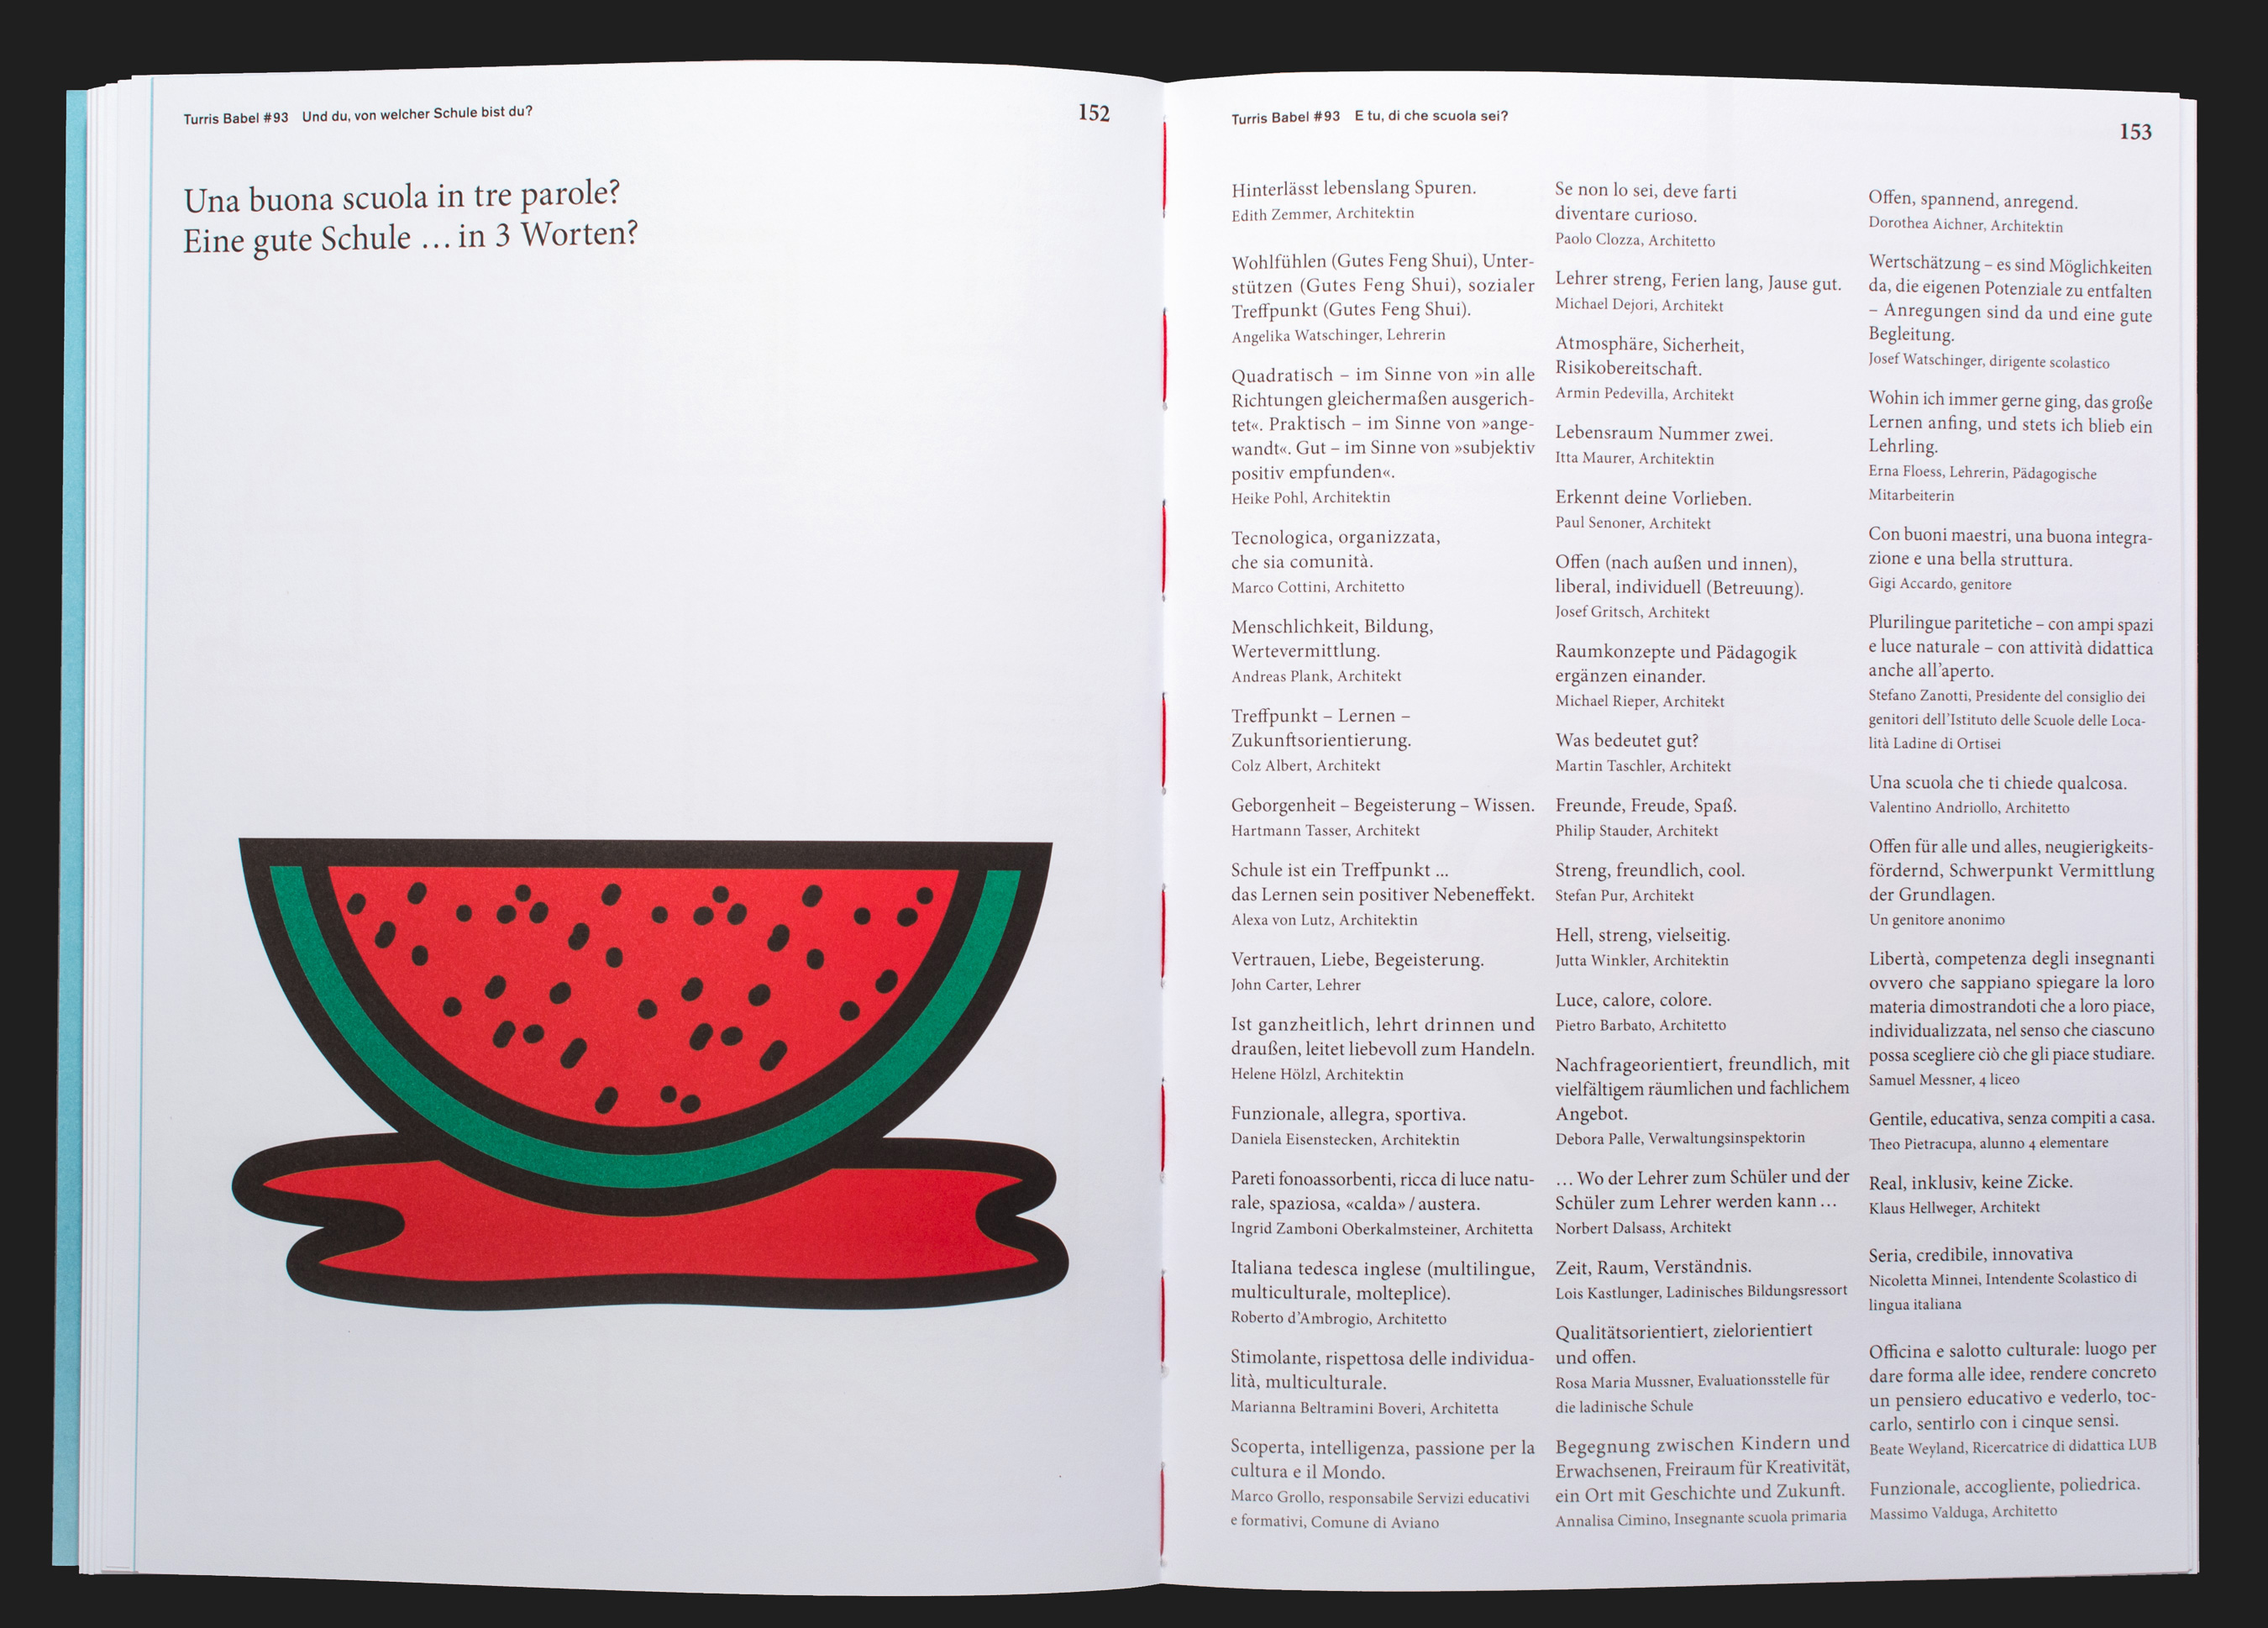 Turris Babel #93 Und du, von welcher Schule bist du?
152
Una buona scuola in tre parole?
Eine gute Schule … in 3 Worten?
Turris Babel #93 E tu, di che scuola sei?
153
Hinterlässt lebenslang Spuren.
Edith Zemmer, Architektin
Wohlfühlen (Gutes Feng Shui), Unter-
stützen (Gutes Feng Shui), sozialer
Treffpunkt (Gutes Feng Shui).
Angelika Watschinger, Lehrerin
Quadratisch – im Sinne von »in alle
Richtungen gleichermaßen ausgerich-
tet«. Praktisch – im Sinne von »ange-
wandt«. Gut – im Sinne von »subjektiv
positiv empfunden«.
Heike Pohl, Architektin
Tecnologica, organizzata,
che sia comunità.
Marco Cottini, Architetto
Menschlichkeit, Bildung,
Wertevermittlung.
Andreas Plank, Architekt
Treffpunkt – Lernen –
Zukunftsorientierung.
Colz Albert, Architekt
Geborgenheit – Begeisterung – Wissen.
Hartmann Tasser, Architekt
Schule ist ein Treffpunkt ...
das Lernen sein positiver Nebeneffekt.
Alexa von Lutz, Architektin
Vertrauen, Liebe, Begeisterung.
John Carter, Lehrer
Ist ganzheitlich, lehrt drinnen und
draußen, leitet liebevoll zum Handeln.
Helene Hölzl, Architektin
Funzionale, allegra, sportiva.
Daniela Eisenstecken, Architektin
Pareti fonoassorbenti, ricca di luce natu-
rale, spaziosa, «calda» / austera.
Ingrid Zamboni Oberkalmsteiner, Architetta
Italiana tedesca inglese (multilingue,
multiculturale, molteplice).
Roberto d'Ambrogio, Architetto
Stimolante, rispettosa delle individua-
lità, multiculturale.
Marianna Beltramini Boveri, Architetta
Scoperta, intelligenza, passione per la
cultura e il Mondo.
Marco Grollo, responsabile Servizi educativi
e formativi, Comune di Aviano
Se non lo sei, deve farti
diventare curioso.
Paolo Clozza, Architetto
Lehrer streng, Ferien lang, Jause gut.
Michael Dejori, Architekt
Atmosphäre, Sicherheit,
Risikobereitschaft.
Armin Pedevilla, Architekt
Lebensraum Nummer zwei.
Itta Maurer, Architektin
Erkennt deine Vorlieben.
Paul Senoner, Architekt
Offen (nach außen und innen),
liberal, individuell (Betreuung).
Josef Gritsch, Architekt
Raumkonzepte und Pädagogik
ergänzen einander.
Michael Rieper, Architekt
Was bedeutet gut?
Martin Taschler, Architekt
Freunde, Freude, Spaß.
Philip Stauder, Architekt
Streng, freundlich, cool.
Stefan Pur, Architekt
Hell, streng, vielseitig.
Jutta Winkler, Architektin
Luce, calore, colore.
Pietro Barbato, Architetto
Nachfrageorientiert, freundlich, mit
vielfältigem räumlichen und fachlichem
Angebot.
Debora Palle, Verwaltungsinspektorin
… Wo der Lehrer zum Schüler und der
Schüler zum Lehrer werden kann …
Norbert Dalsass, Architekt
Zeit, Raum, Verständnis.
Lois Kastlunger, Ladinisches Bildungsressort
Qualitätsorientiert, zielorientiert
und offen.
Rosa Maria Mussner, Evaluationsstelle für
die ladinische Schule
Begegnung zwischen Kindern und
Erwachsenen, Freiraum für Kreativität,
ein Ort mit Geschichte und Zukunft.
Annalisa Cimino, Insegnante scuola primaria
Offen, spannend, anregend.
Dorothea Aichner, Architektin
Wertschätzung – es sind Möglichkeiten
da, die eigenen Potenziale zu entfalten
– Anregungen sind da und eine gute
Begleitung.
Josef Watschinger, dirigente scolastico
Wohin ich immer gerne ging, das große
Lernen anfing, und stets ich blieb ein
Lehrling.
Erna Floess, Lehrerin, Pädagogische
Mitarbeiterin
Con buoni maestri, una buona integra-
zione e una bella struttura.
Gigi Accardo, genitore
Plurilingue paritetiche – con ampi spazi
e luce naturale – con attività didattica
anche all'aperto.
Stefano Zanotti, Presidente del consiglio dei
genitori dell'Istituto delle Scuole delle Loca-
lità Ladine di Ortisei
Una scuola che ti chiede qualcosa.
Valentino Andriollo, Architetto
Offen für alle und alles, neugierigkeits-
fördernd, Schwerpunkt Vermittlung
der Grundlagen.
Un genitore anonimo
Libertà, competenza degli insegnanti
ovvero che sappiano spiegare la loro
materia dimostrandoti che a loro piace,
individualizzata, nel senso che ciascuno
possa scegliere ciò che gli piace studiare.
Samuel Messner, 4 liceo
Gentile, educativa, senza compiti a casa.
Theo Pietracupa, alunno 4 elementare
Real, inklusiv, keine Zicke.
Klaus Hellweger, Architekt
Seria, credibile, innovativa
Nicoletta Minnei, Intendente Scolastico di
lingua italiana
Officina e salotto culturale: luogo per
dare forma alle idee, rendere concreto
un pensiero educativo e vederlo, toc-
carlo, sentirlo con i cinque sensi.
Beate Weyland, Ricercatrice di didattica LUB
Funzionale, accogliente, poliedrica.
Massimo Valduga, Architetto